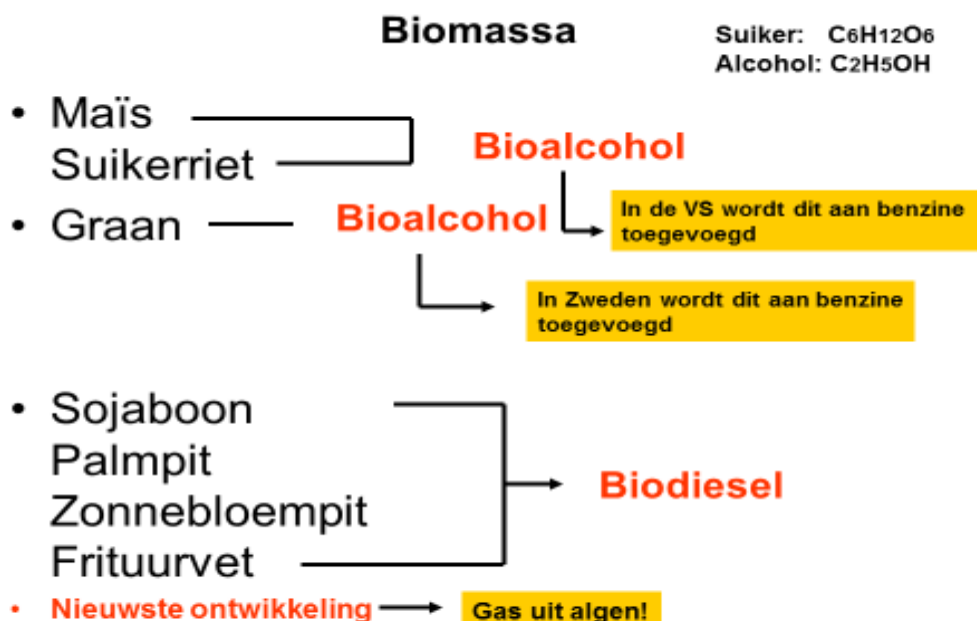 Biomassa
Suiker: C6H12O6
Alcohol: C2H5OH
• Maïs
Suikerriet
Bioalcohol
• Graan
Bioalcohol
In de VS wordt dit aan benzine
toegevoegd
In Zweden wordt dit aan benzine
toegevoegd
• Sojaboon
Palmpit
Zonnebloempit
Frituurvet
Biodiesel
• Nieuwste ontwikkeling
Gas uit algen!